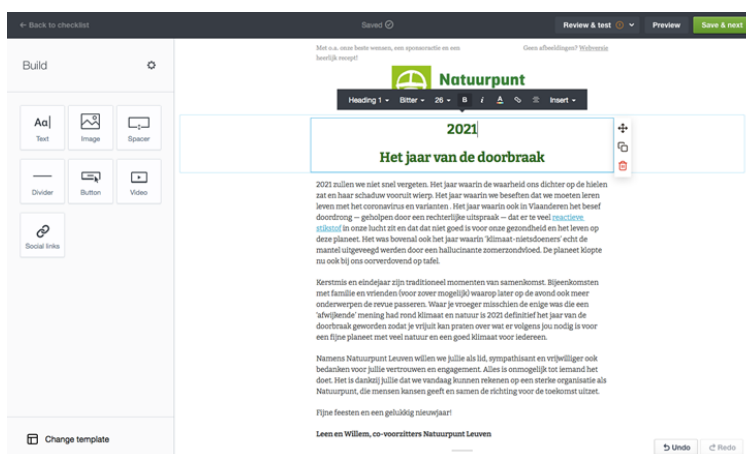 ← Back to checklist
Saved
Review & test
Preview
Save & next
Build
Aa
Text
Image
Spacer
Divider
Button
Video
Social links
Change template
Met o.a. onze beste wensen, een sponsoractie en een
heerlijk recept!
Geen afbeeldingen? Webversie
Natuurpunt
Heading 1
Bitter
26
B
i
A
Insert
2021
Het jaar van de doorbraak
2021 zullen we niet snel vergeten. Het jaar waarin de waarheid ons dichter op de hielen
zat en haar schaduw vooruit wierp. Het jaar waarin we beseften dat we moeten leren
leven met het coronavirus en varianten . Het jaar waarin ook in Vlaanderen het besef
doordrong — geholpen door een rechterlijke uitspraak — dat er te veel reactieve
stikstof in onze lucht zit en dat dat niet goed is voor onze gezondheid en het leven op
deze planeet. Het was bovenal ook het jaar waarin 'klimaat-nietsdoeners' echt de
mantel uitgeveegd werden door een hallucinante zomerzondvloed. De planeet klopte
nu ook bij ons oorverdovend op tafel.
Kerstmis en eindejaar zijn traditioneel momenten van samenkomst. Bijeenkomsten
met familie en vrienden (voor zover mogelijk) waarop later op de avond ook meer
onderwerpen de revue passeren. Waar je vroeger misschien de enige was die een
'afwijkende' mening had rond klimaat en natuur is 2021 definitief het jaar van de
doorbraak geworden zodat je vrijuit kan praten over wat er volgens jou nodig is voor
een fijne planeet met veel natuur en een goed klimaat voor iedereen.
Namens Natuurpunt Leuven willen we jullie als lid, sympathisant en vrijwilliger ook
bedanken voor jullie vertrouwen en engagement. Alles is onmogelijk tot iemand het
doet. Het is dankzij jullie dat we vandaag kunnen rekenen op een sterke organisatie als
Natuurpunt, die mensen kansen geeft en samen de richting voor de toekomst uitzet.
Fijne feesten en een gelukkig nieuwjaar!
Leen en Willem, co-voorzitters Natuurpunt Leuven
Undo
Redo